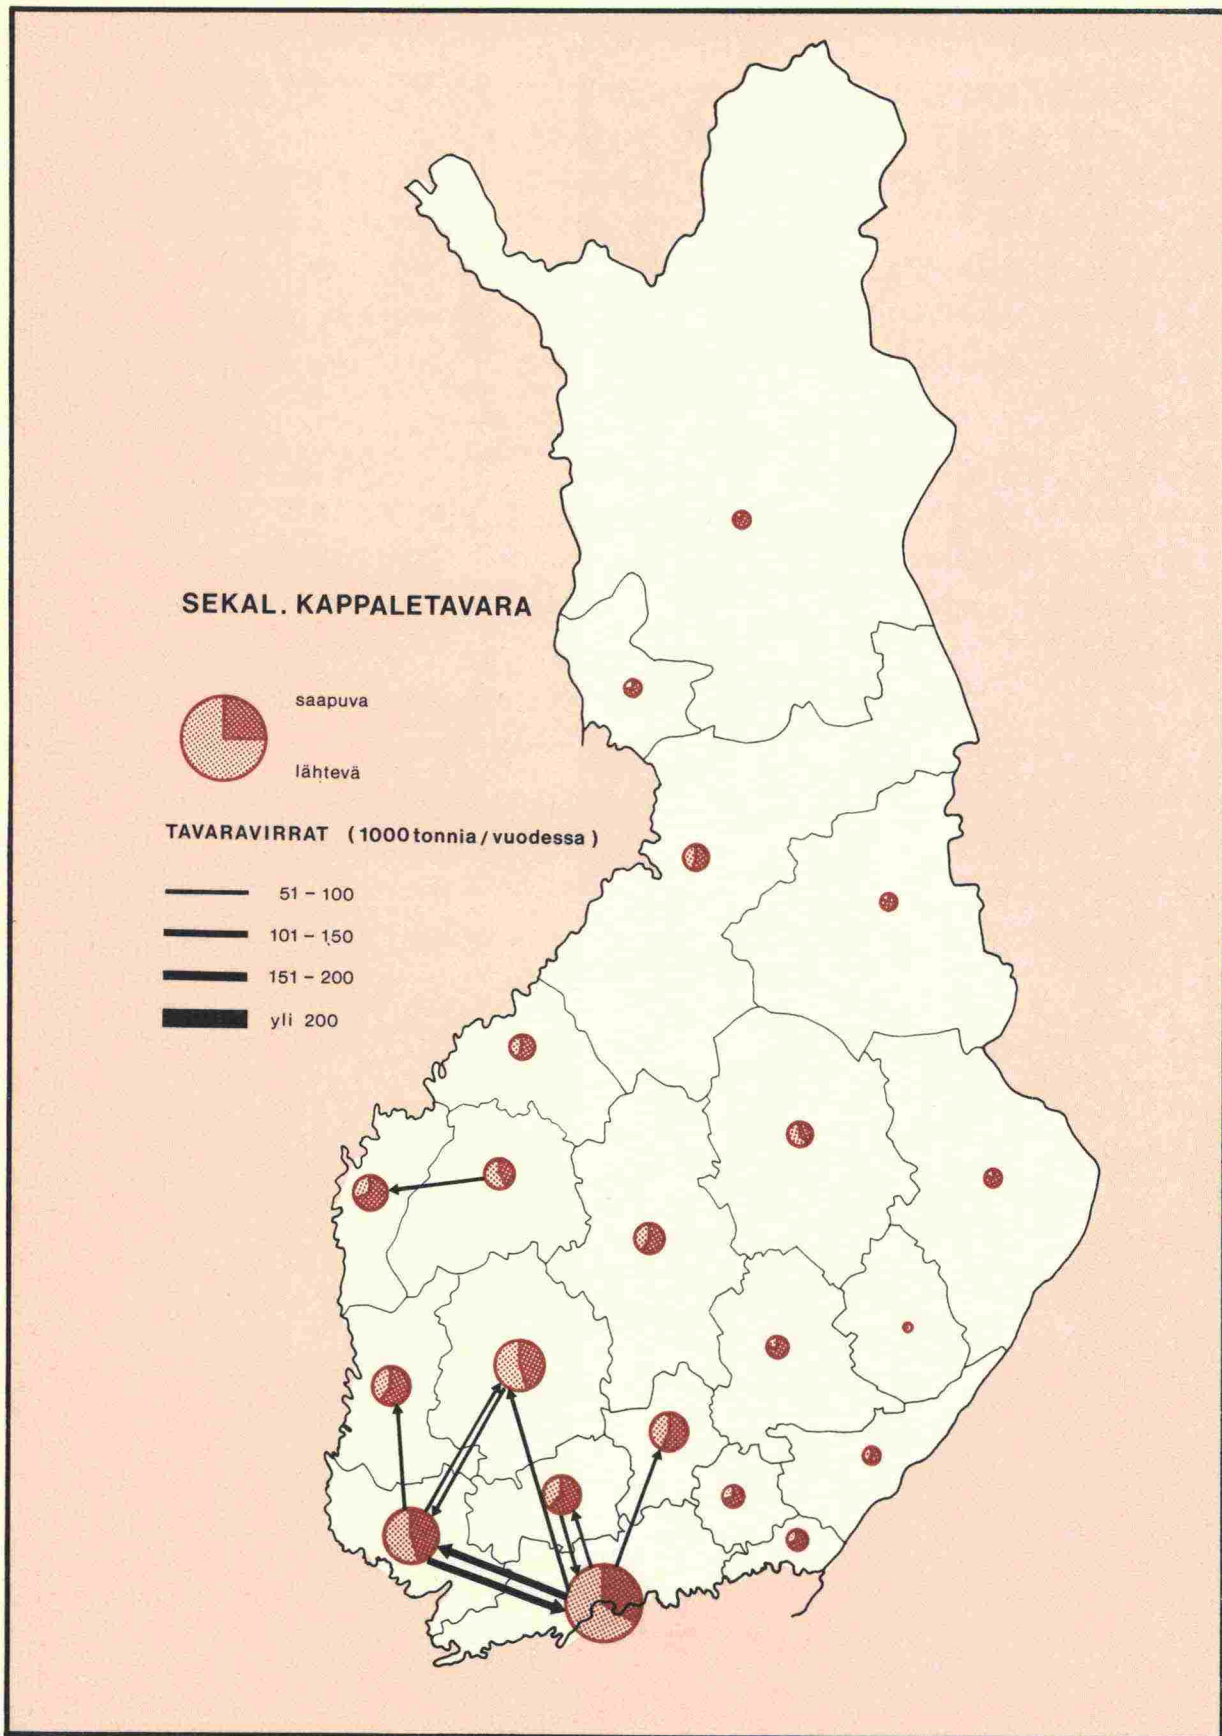 SEKAL. KAPPALETAVARA
saapuva
lähtevä
TAVARAVIRRAT (1000 tonnia / vuodessa)
51 – 100
101 – 150
151 – 200
yli 200